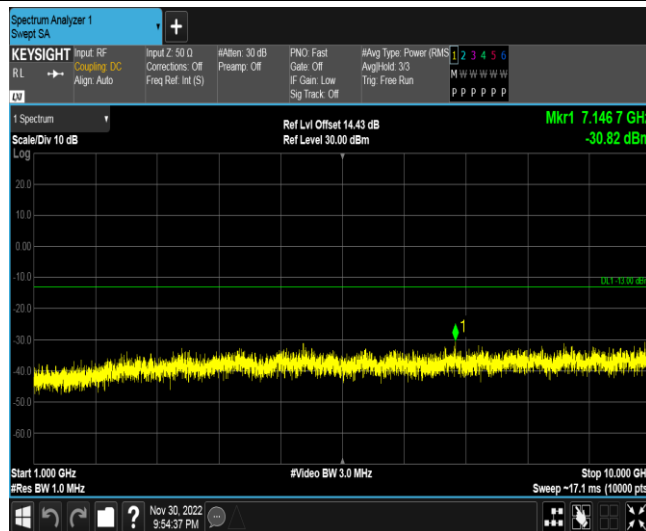 Spectrum Analyzer 1
Swept SA
KEYSIGHT
RL
LXI
Input: RF
Coupling: DC
Align: Auto
Input Z: 50 Ω
Corrections: Off
Freq Ref: Int (S)
#Atten: 30 dB
Preamp: Off
PNO: Fast
Gate: Off
IF Gain: Low
Sig Track: Off
#Avg Type: Power (RMS
Avg|Hold: 3/3
Trig: Free Run
1 2 3 4 5 6
M W W W W W
P P P P P P
1 Spectrum
Scale/Div 10 dB
Ref Lvl Offset 14.43 dB
Ref Level 30.00 dBm
Mkr1 7.146 7 GHz
-30.82 dBm
Log
20.0
10.0
0.00
-10.0
DL1 -13.00 dBm
-20.0
1
-30.0
-40.0
-50.0
-60.0
Start 1.000 GHz
#Video BW 3.0 MHz
Stop 10.000 GHz
#Res BW 1.0 MHz
Sweep ~17.1 ms (10000 pts
?
Nov 30, 2022
9:54:37 PM